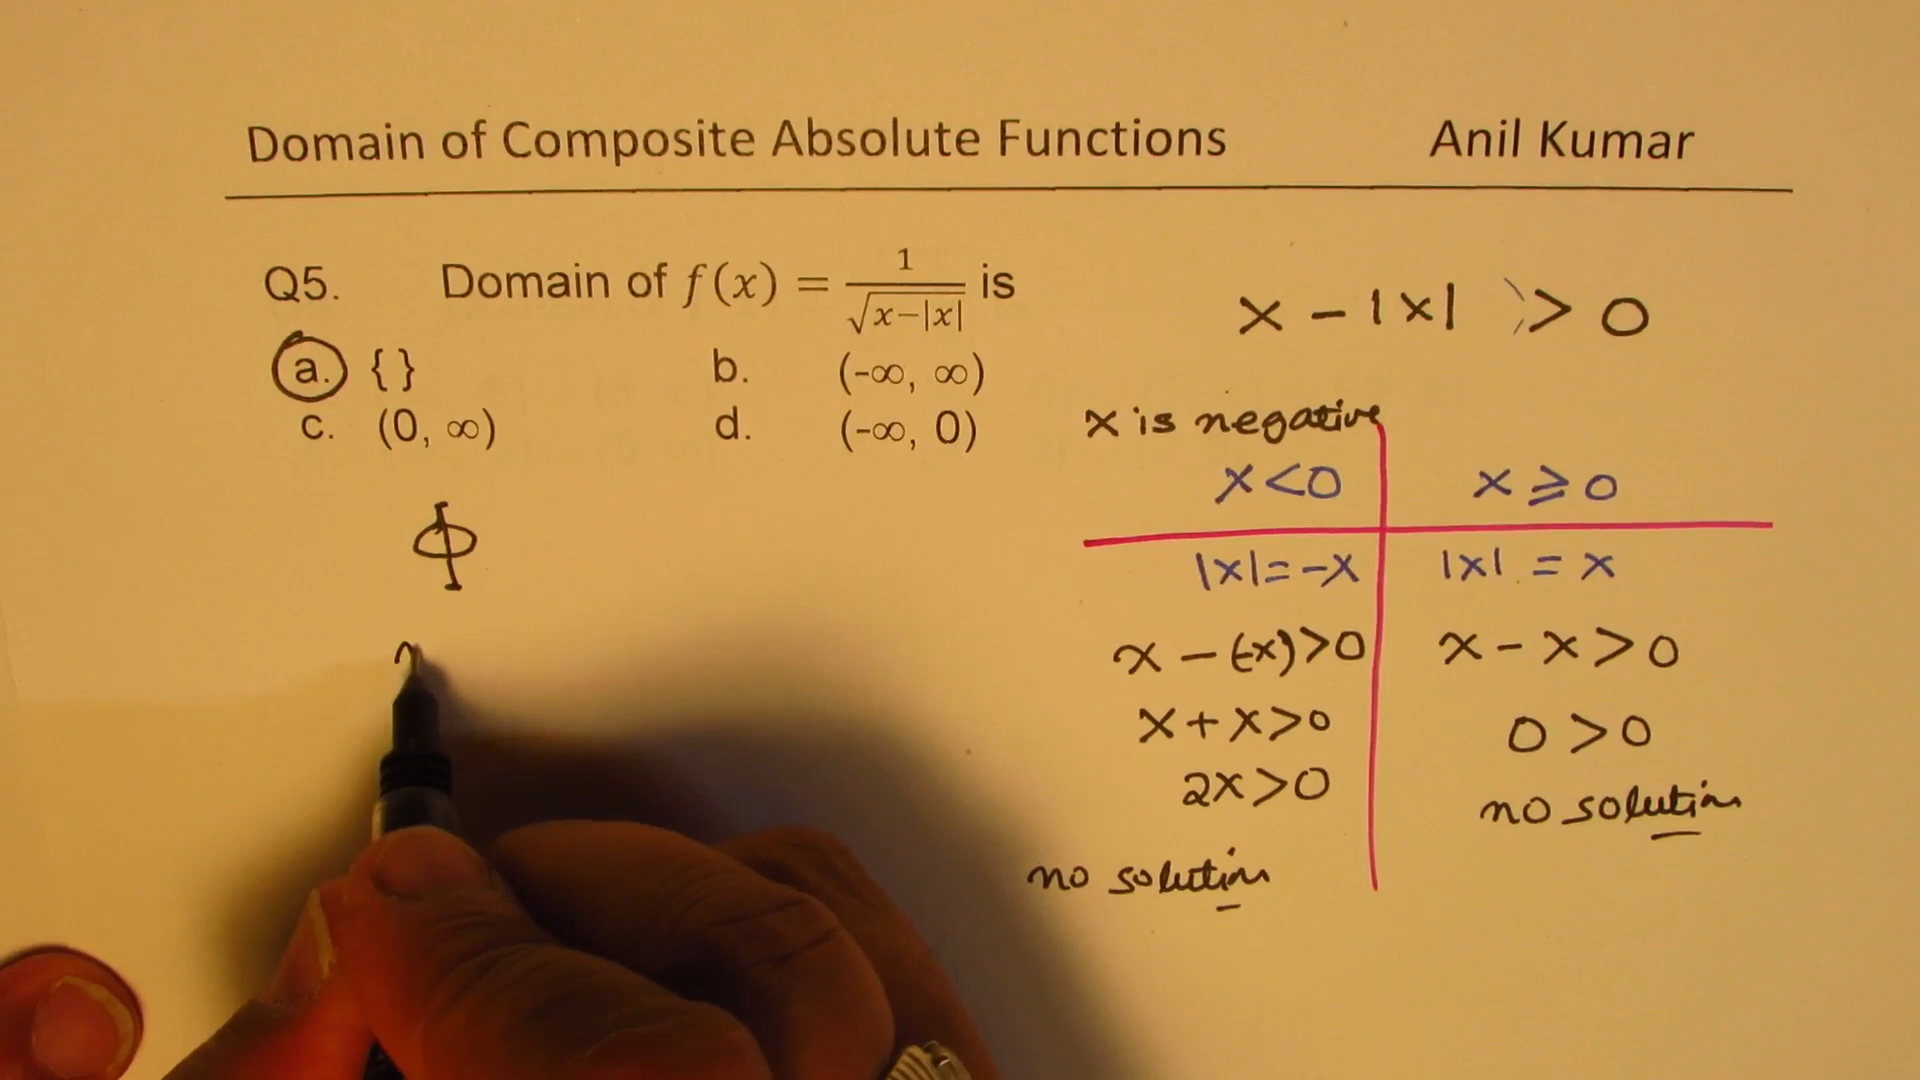 Domain of Composite Absolute Functions Anil Kumar
Q5. Domain of f(x) = 1/√(x−|x|) is
a. { } b. (-∞, ∞)
c. (0, ∞) d. (-∞, 0)
ϕ
x − |x| > 0
x is negative
x < 0 x ⩾ 0
|x| = −x |x| = x
x − (−x) > 0 x − x > 0
x + x > 0 0 > 0
2x > 0 no solution
no solution